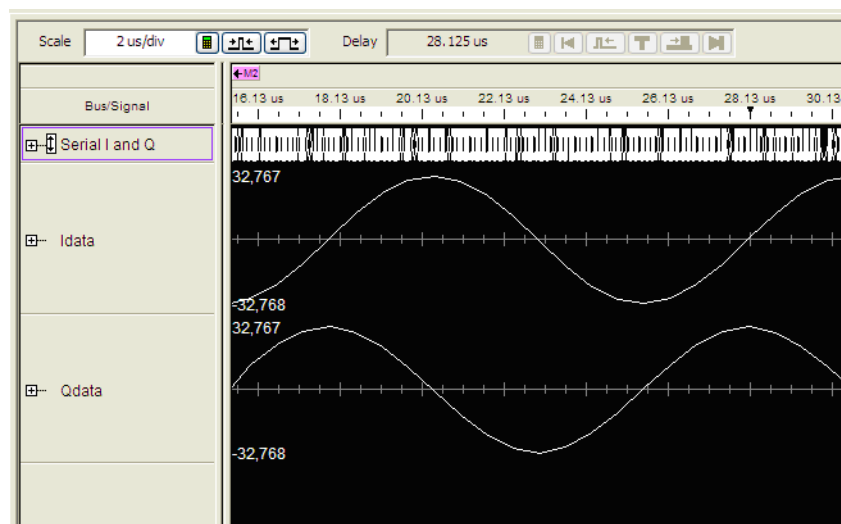 Scale 2 us/div Delay 28.125 us
M2
Bus/Signal 16.13 us 18.13 us 20.13 us 22.13 us 24.13 us 26.13 us 28.13 us 30.13
Serial I and Q
32,767
Idata
-32,768
32,767
Qdata
-32,768